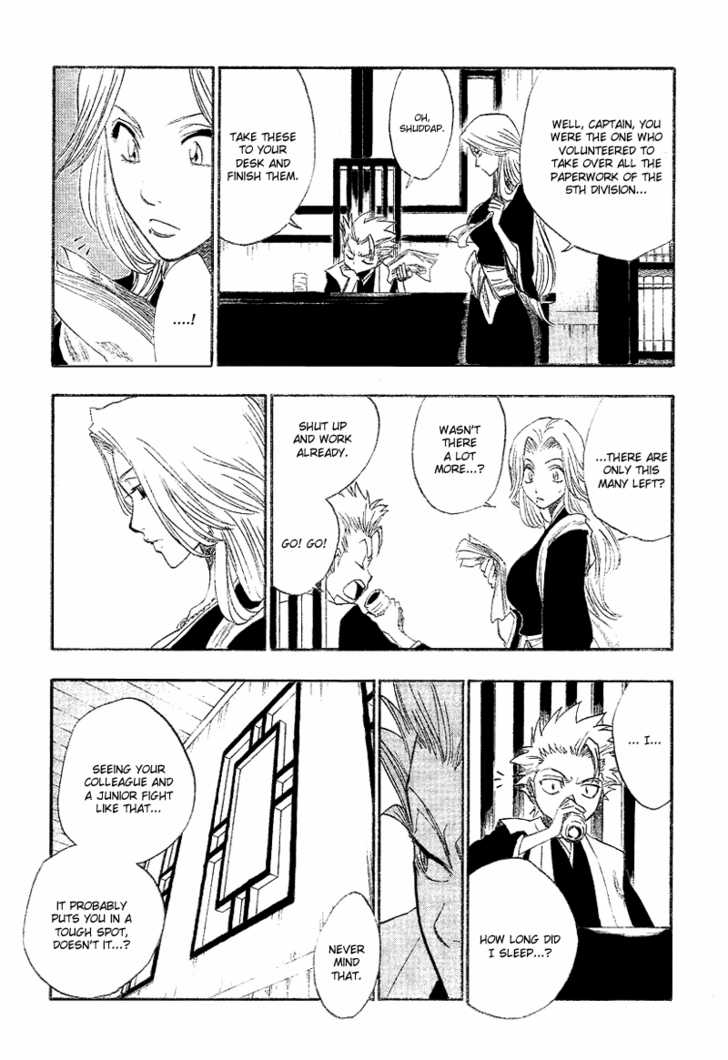 WELL, CAPTAIN, YOU
WERE THE ONE WHO
VOLUNTEERED TO
TAKE OVER ALL THE
PAPERWORK OF THE
5TH DIVISION...
OH,
SHUDDAP.
TAKE THESE
TO YOUR
DESK AND
FINISH THEM.
....!
...THERE ARE
ONLY THIS
MANY LEFT?
WASN'T
THERE
A LOT
MORE...?
SHUT UP
AND WORK
ALREADY.
GO! GO!
... I...
HOW LONG DID
I SLEEP...?
NEVER
MIND
THAT.
SEEING YOUR
COLLEAGUE AND
A JUNIOR FIGHT
LIKE THAT...
IT PROBABLY
PUTS YOU IN A
TOUGH SPOT,
DOESN'T IT...?